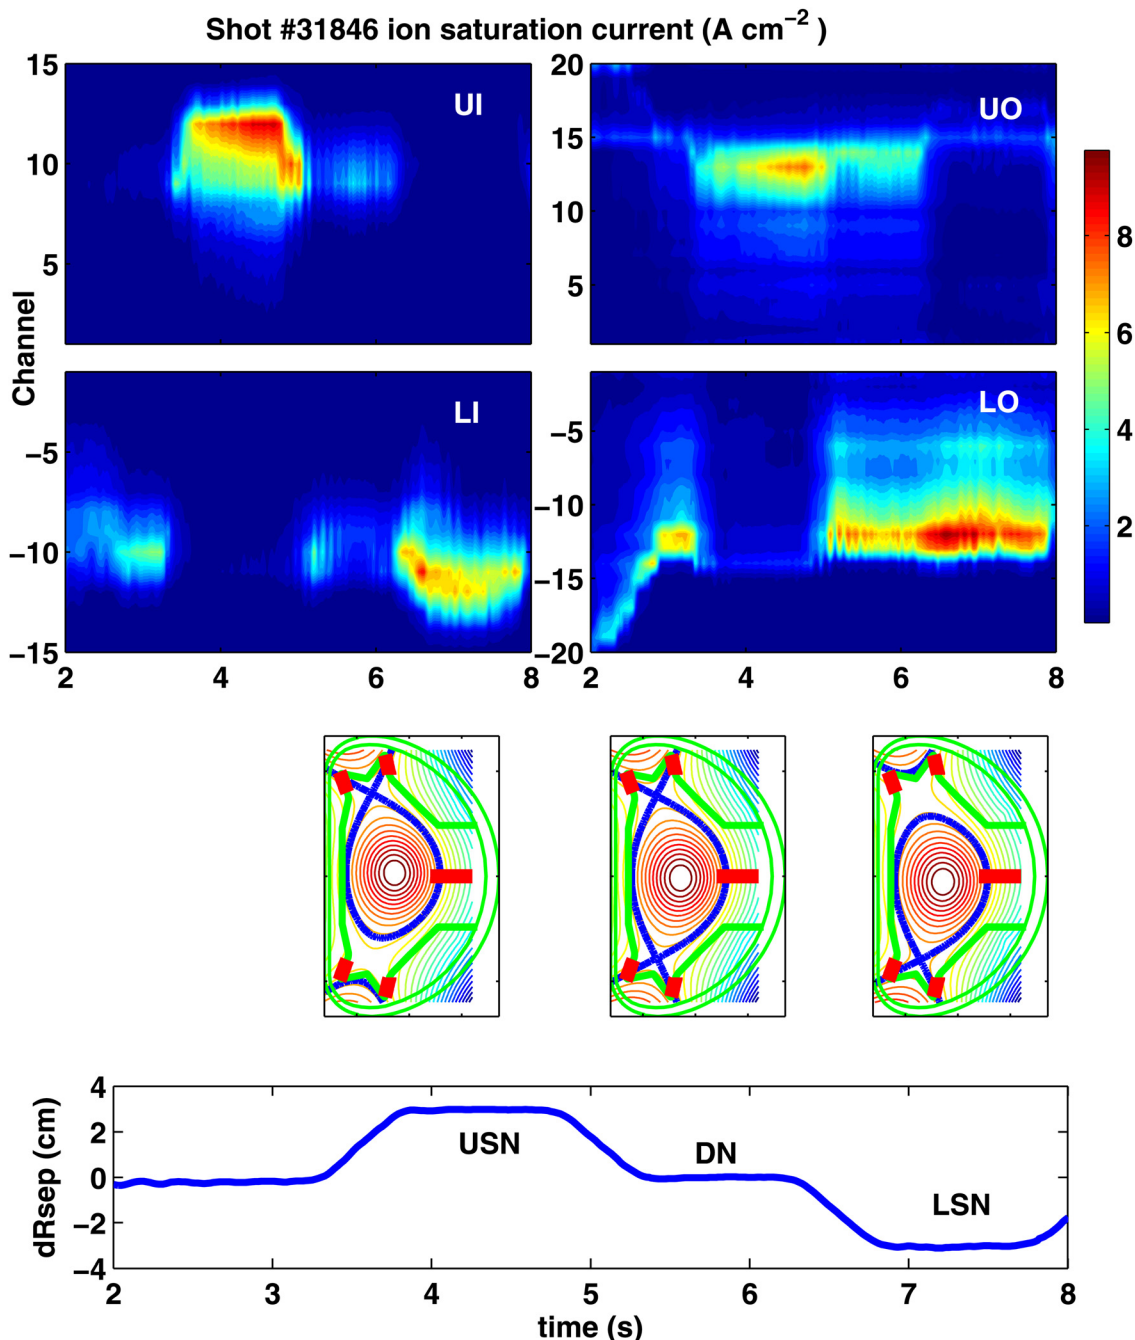 Shot #31846 ion saturation current (A cm−2 )
15
10
5
UI
20
15
10
5
UO
8
6
4
2
Channel
−5
−10
−15
LI
2 4 6 8
−5
−10
−15
−20
LO
2 4 6 8
dRsep (cm)
4
2
0
−2
−4
USN
DN
LSN
2 3 4 5 6 7 8
time (s)